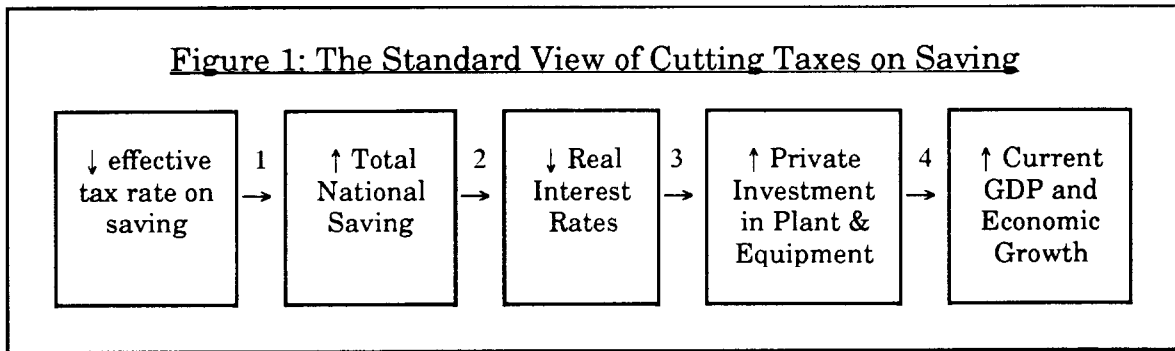 Figure 1: The Standard View of Cutting Taxes on Saving
↓ effective
tax rate on
saving
1
→
↑ Total
National
Saving
2
→
↓ Real
Interest
Rates
3
→
↑ Private
Investment
in Plant &
Equipment
4
→
↑ Current
GDP and
Economic
Growth